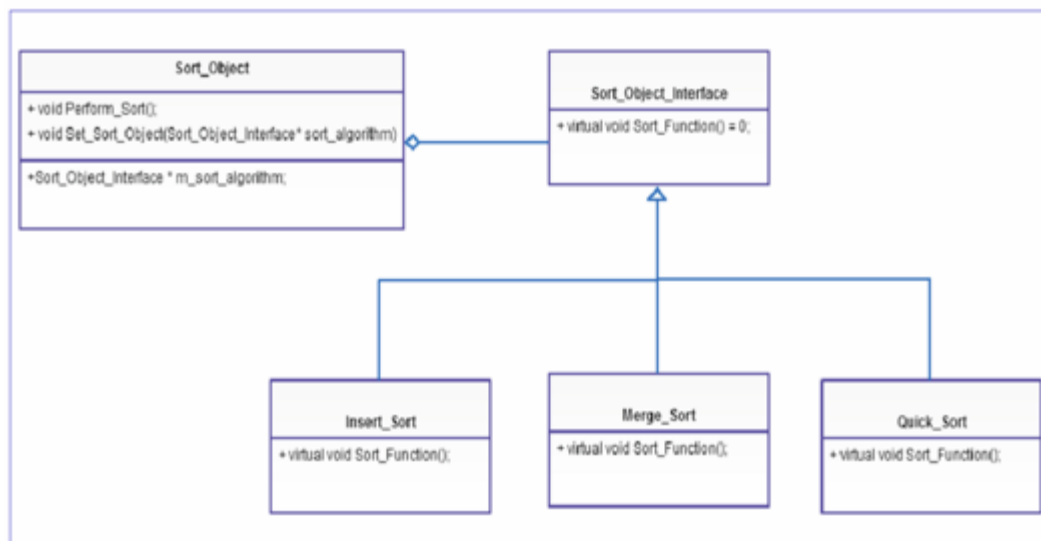 Sort_Object
+ void Perform_Sort();
+ void Set_Sort_Object(Sort_Object_Interface* sort_algorithm)
+Sort_Object_Interface * m_sort_algorithm;
Sort_Object_Interface
+ virtual void Sort_Function() = 0;
Insert_Sort
+ virtual void Sort_Function();
Merge_Sort
+ virtual void Sort_Function();
Quick_Sort
+ virtual void Sort_Function();